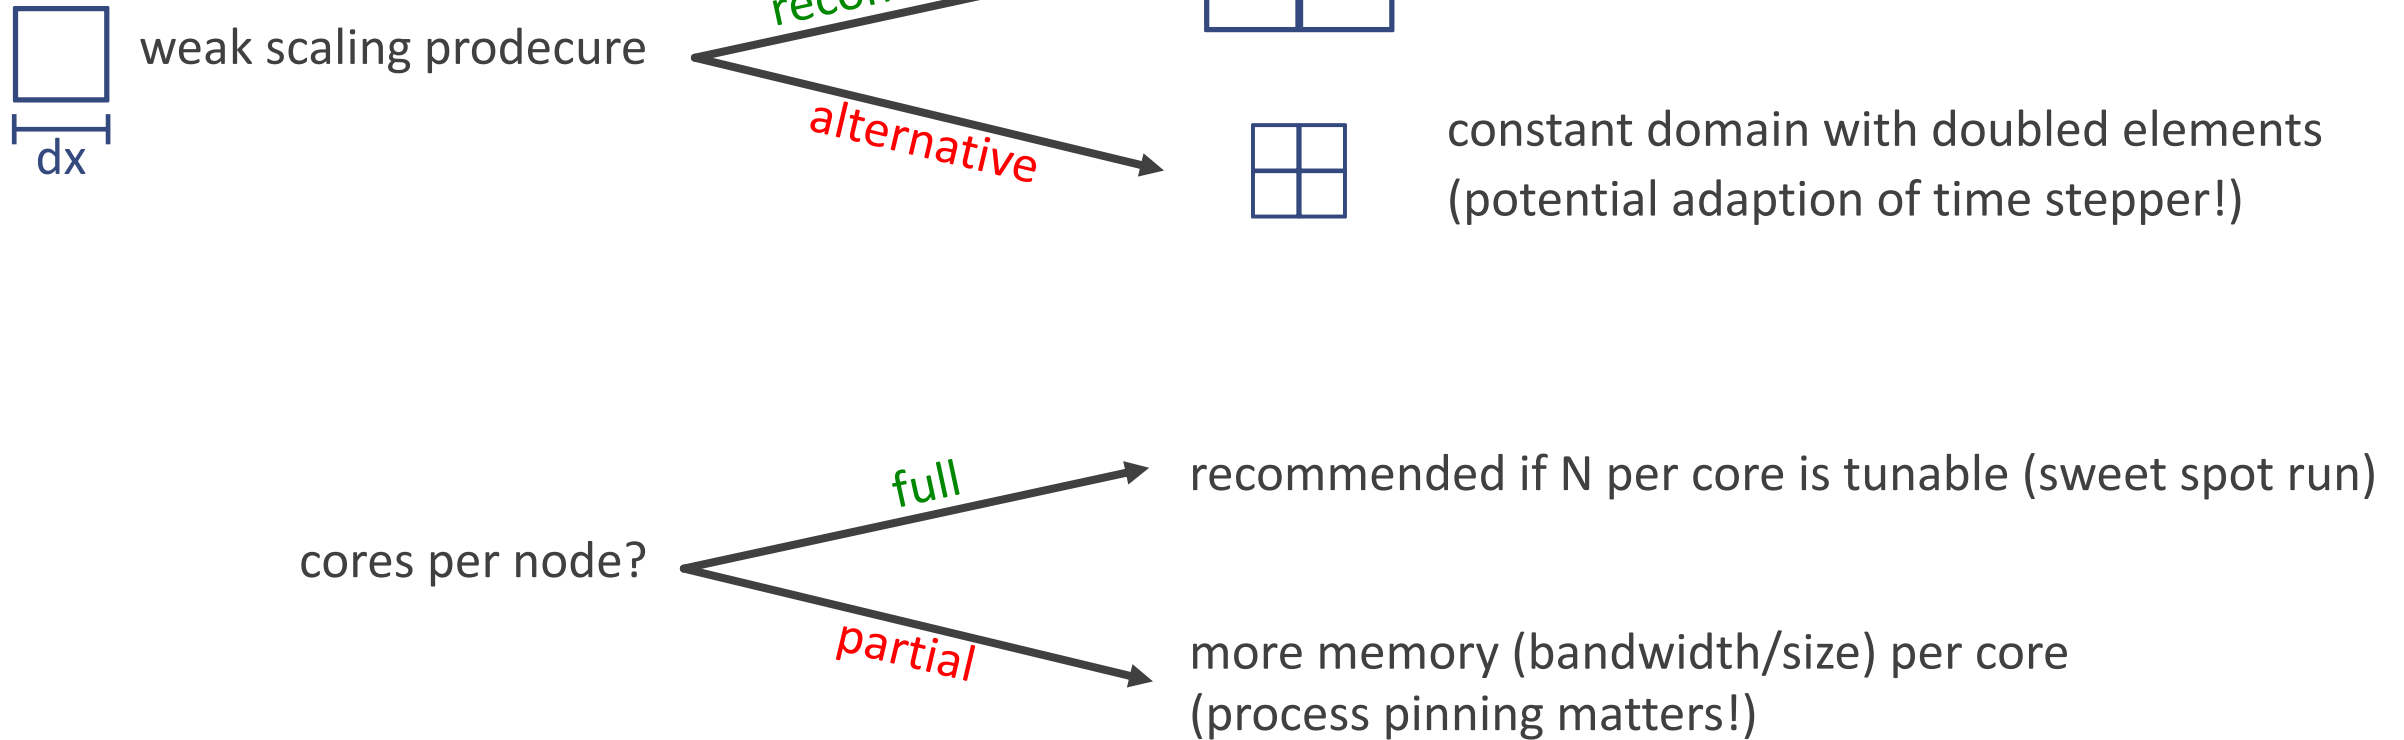 weak scaling prodecure
dx
alternative
constant domain with doubled elements
(potential adaption of time stepper!)
cores per node?
full
recommended if N per core is tunable (sweet spot run)
partial
more memory (bandwidth/size) per core
(process pinning matters!)